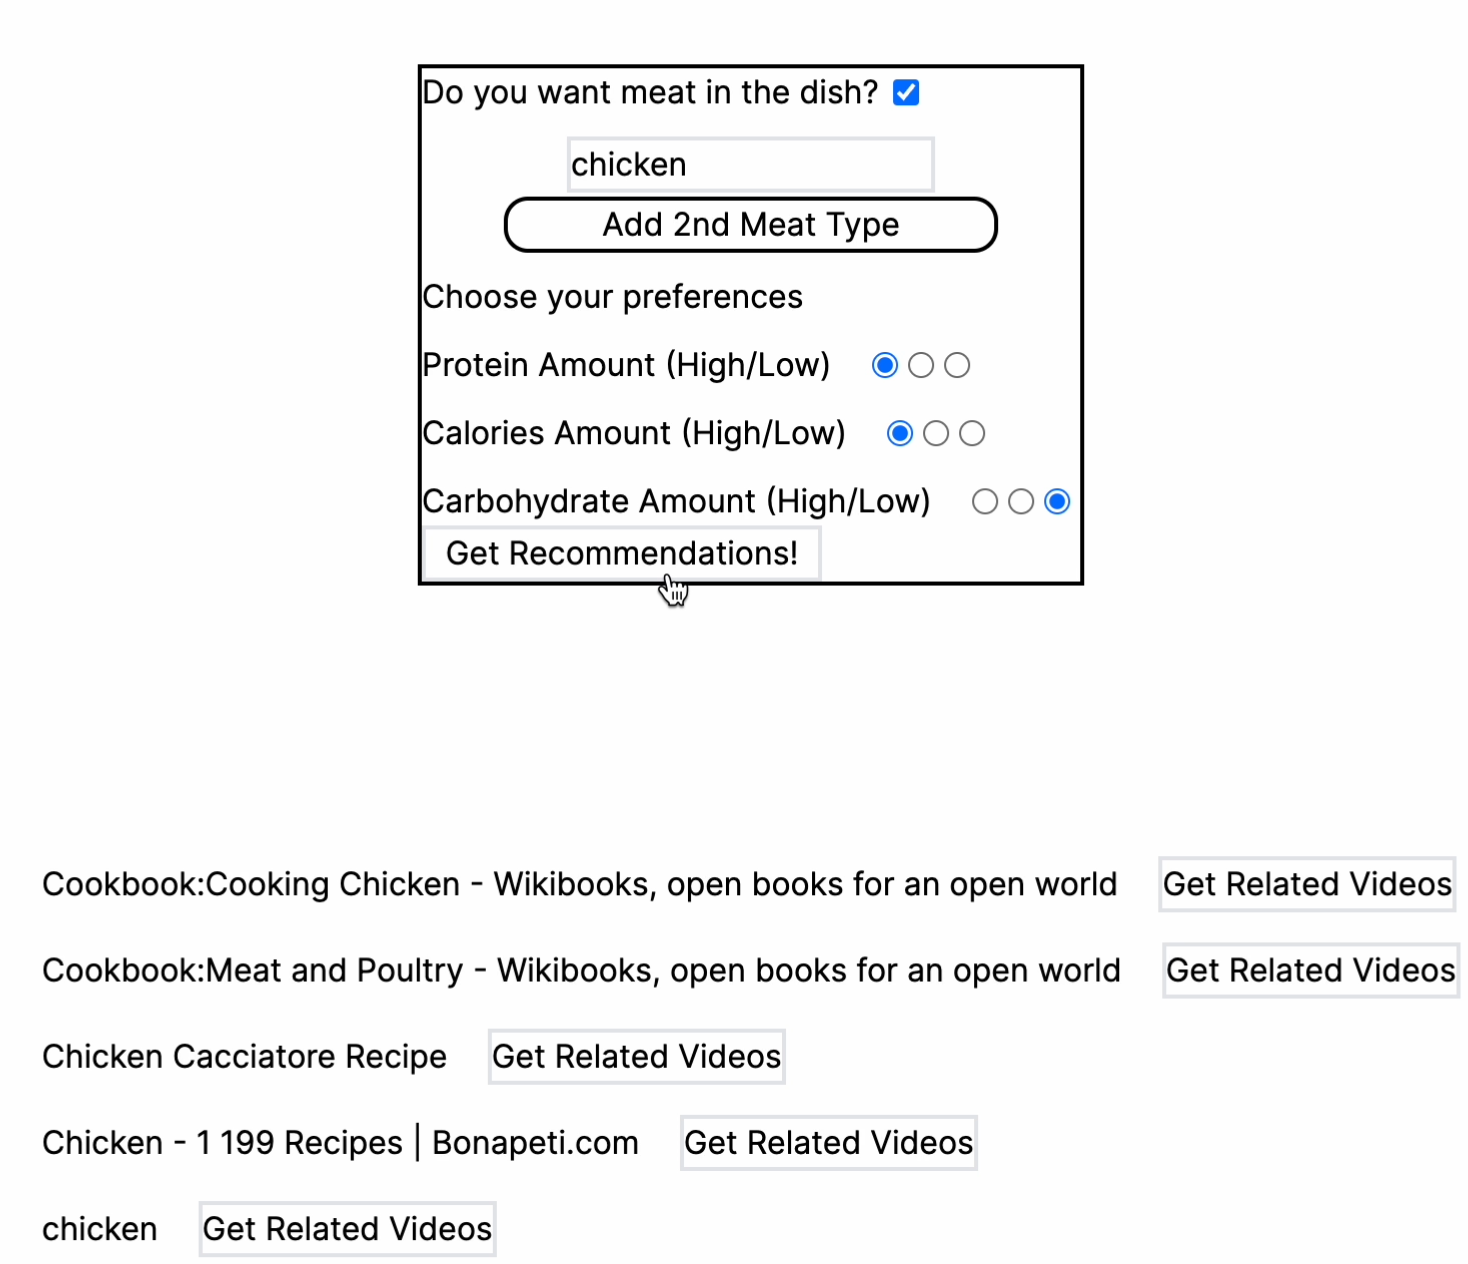 Do you want meat in the dish?
chicken
Add 2nd Meat Type
Choose your preferences
Protein Amount (High/Low)
Calories Amount (High/Low)
Carbohydrate Amount (High/Low)
Get Recommendations!
Cookbook:Cooking Chicken - Wikibooks, open books for an open world Get Related Videos
Cookbook:Meat and Poultry - Wikibooks, open books for an open world Get Related Videos
Chicken Cacciatore Recipe Get Related Videos
Chicken - 1 199 Recipes | Bonapeti.com Get Related Videos
chicken Get Related Videos